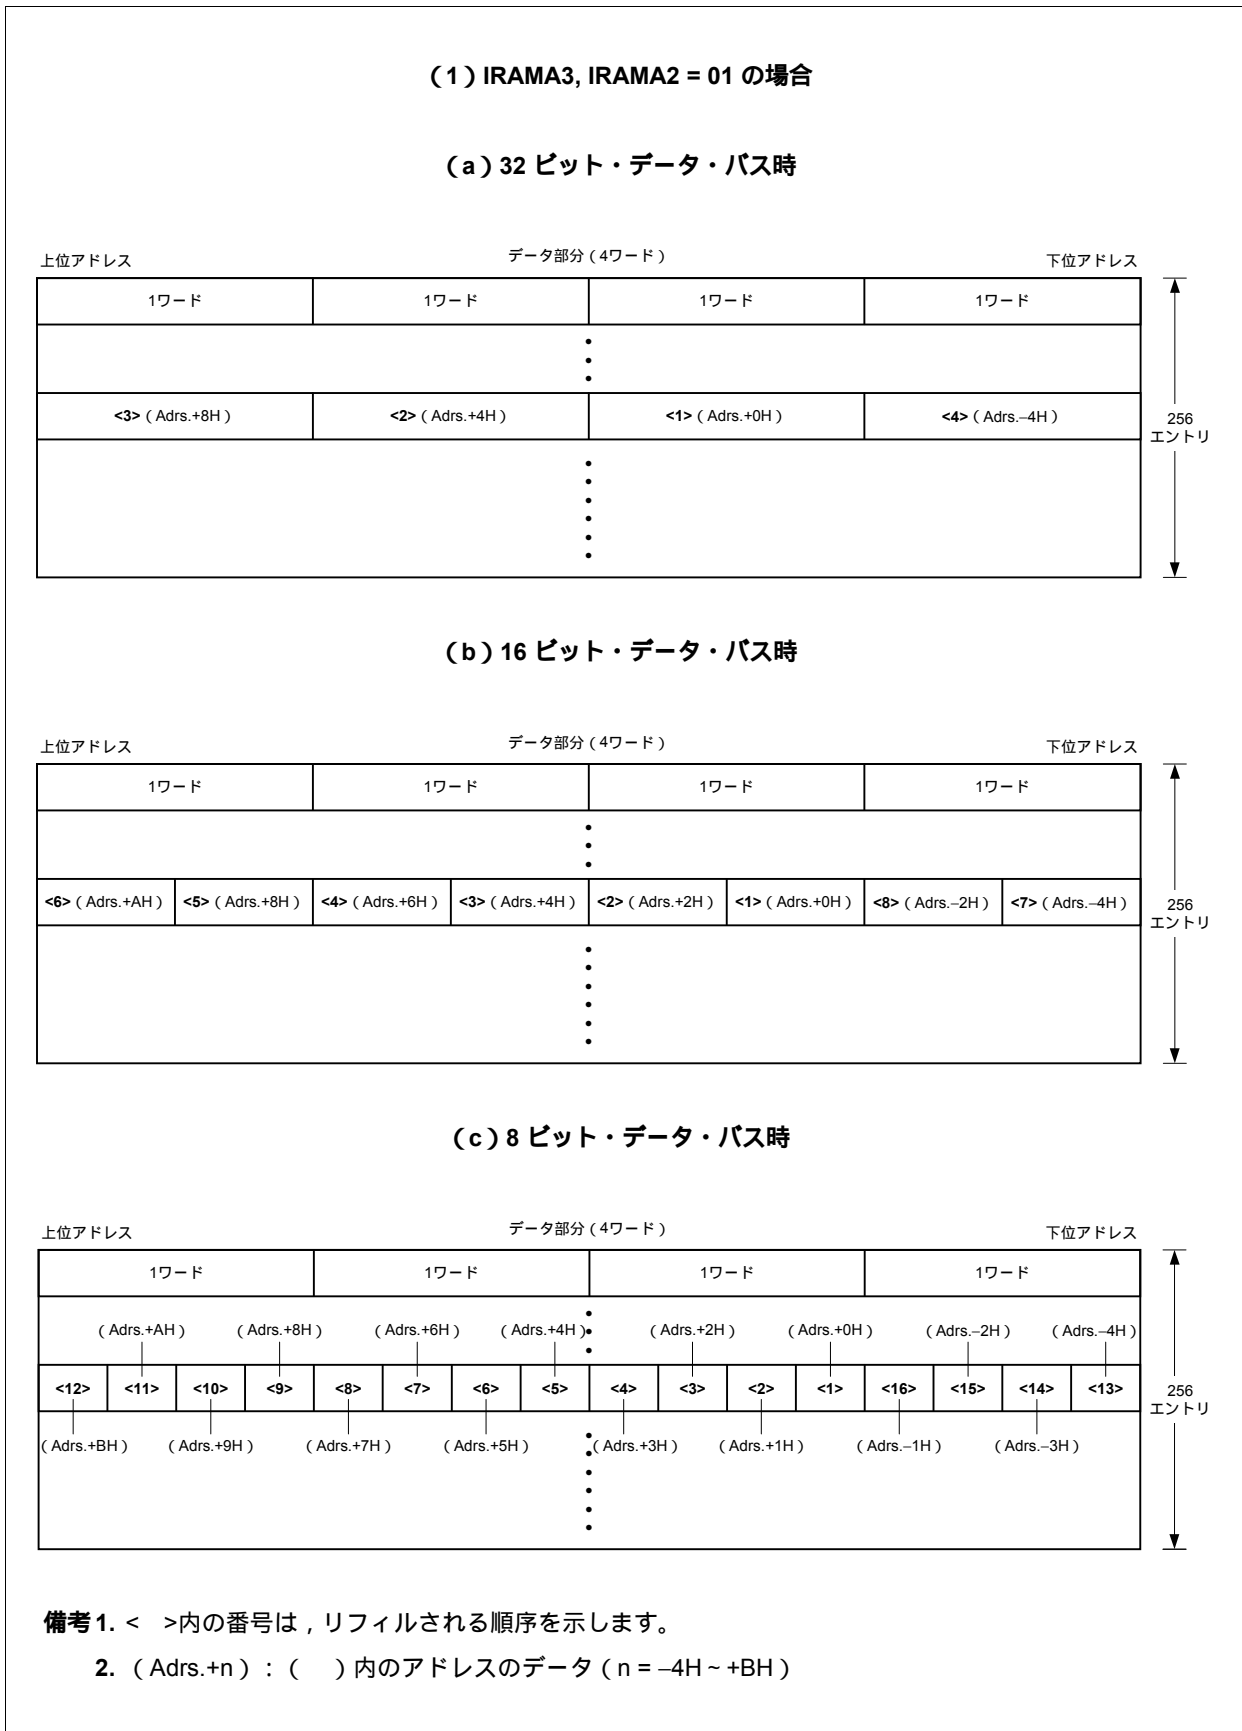 （1）IRAMA3, IRAMA2 = 01 の場合
（a）32 ビット・データ・バス時
上位アドレス データ部分（4ワード） 下位アドレス
1ワード 1ワード 1ワード 1ワード
<3>（Adrs.+8H） <2>（Adrs.+4H） <1>（Adrs.+0H） <4>（Adrs.–4H）
256
エントリ
（b）16 ビット・データ・バス時
上位アドレス データ部分（4ワード） 下位アドレス
1ワード 1ワード 1ワード 1ワード
<6>（Adrs.+AH） <5>（Adrs.+8H） <4>（Adrs.+6H） <3>（Adrs.+4H） <2>（Adrs.+2H） <1>（Adrs.+0H） <8>（Adrs.–2H） <7>（Adrs.–4H）
256
エントリ
（c）8 ビット・データ・バス時
上位アドレス データ部分（4ワード） 下位アドレス
1ワード 1ワード 1ワード 1ワード
（Adrs.+AH） （Adrs.+8H） （Adrs.+6H） （Adrs.+4H） （Adrs.+2H） （Adrs.+0H） （Adrs.–2H） （Adrs.–4H）
<12> <11> <10> <9> <8> <7> <6> <5> <4> <3> <2> <1> <16> <15> <14> <13>
256
エントリ
（Adrs.+BH） （Adrs.+9H） （Adrs.+7H） （Adrs.+5H） （Adrs.+3H） （Adrs.+1H） （Adrs.–1H） （Adrs.–3H）
備考1. <　>内の番号は，リフィルされる順序を示します。
2. （Adrs.+n）：（　）内のアドレスのデータ（n = –4H ~ +BH）